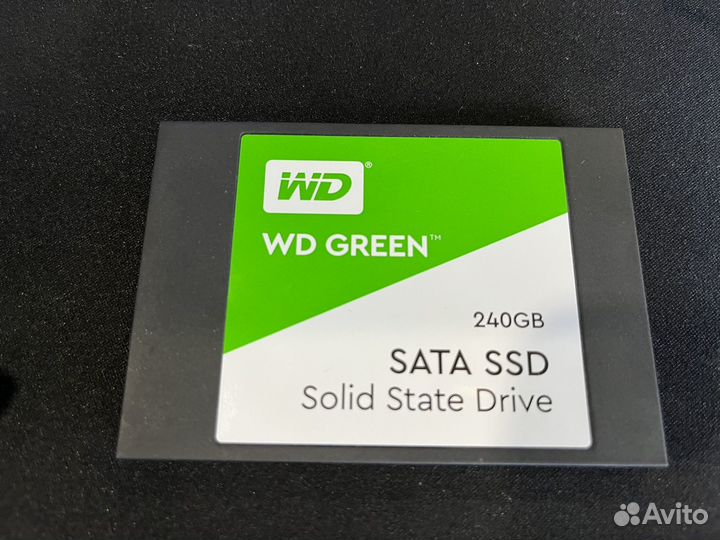 WD®
WD GREEN™
240GB
SATA SSD
Solid State Drive
Avito